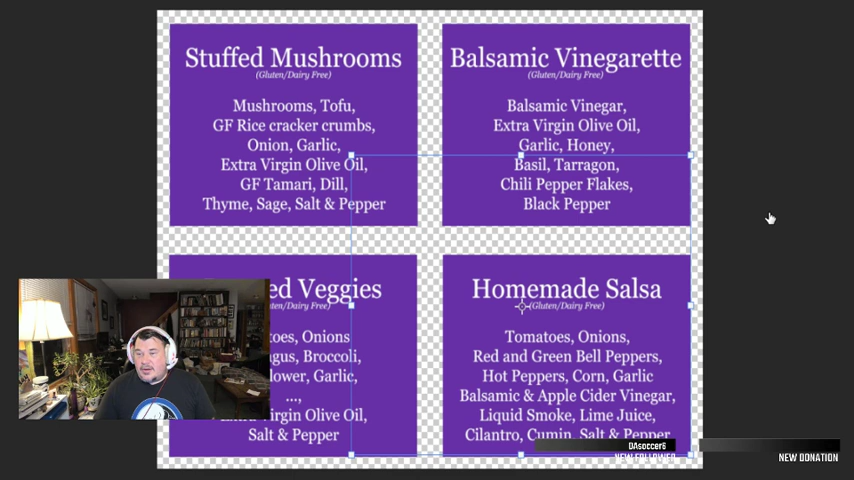 Stuffed Mushrooms
(Gluten/Dairy Free)
Mushrooms, Tofu,
GF Rice cracker crumbs,
Onion, Garlic,
Extra Virgin Olive Oil,
GF Tamari, Dill,
Thyme, Sage, Salt & Pepper
Balsamic Vinegarette
(Gluten/Dairy Free)
Balsamic Vinegar,
Extra Virgin Olive Oil,
Garlic, Honey,
Basil, Tarragon,
Chili Pepper Flakes,
Black Pepper
ed Veggies
(Gluten/Dairy Free)
toes, Onions
agus, Broccoli,
lower, Garlic,
...,
Virgin Olive Oil,
Salt & Pepper
Homemade Salsa
(Gluten/Dairy Free)
Tomatoes, Onions,
Red and Green Bell Peppers,
Hot Peppers, Corn, Garlic
Balsamic & Apple Cider Vinegar,
Liquid Smoke, Lime Juice,
Cilantro, Cumin, Salt & Pepper
DAsoccer6
NEW FOLLOWER
NEW DONATION